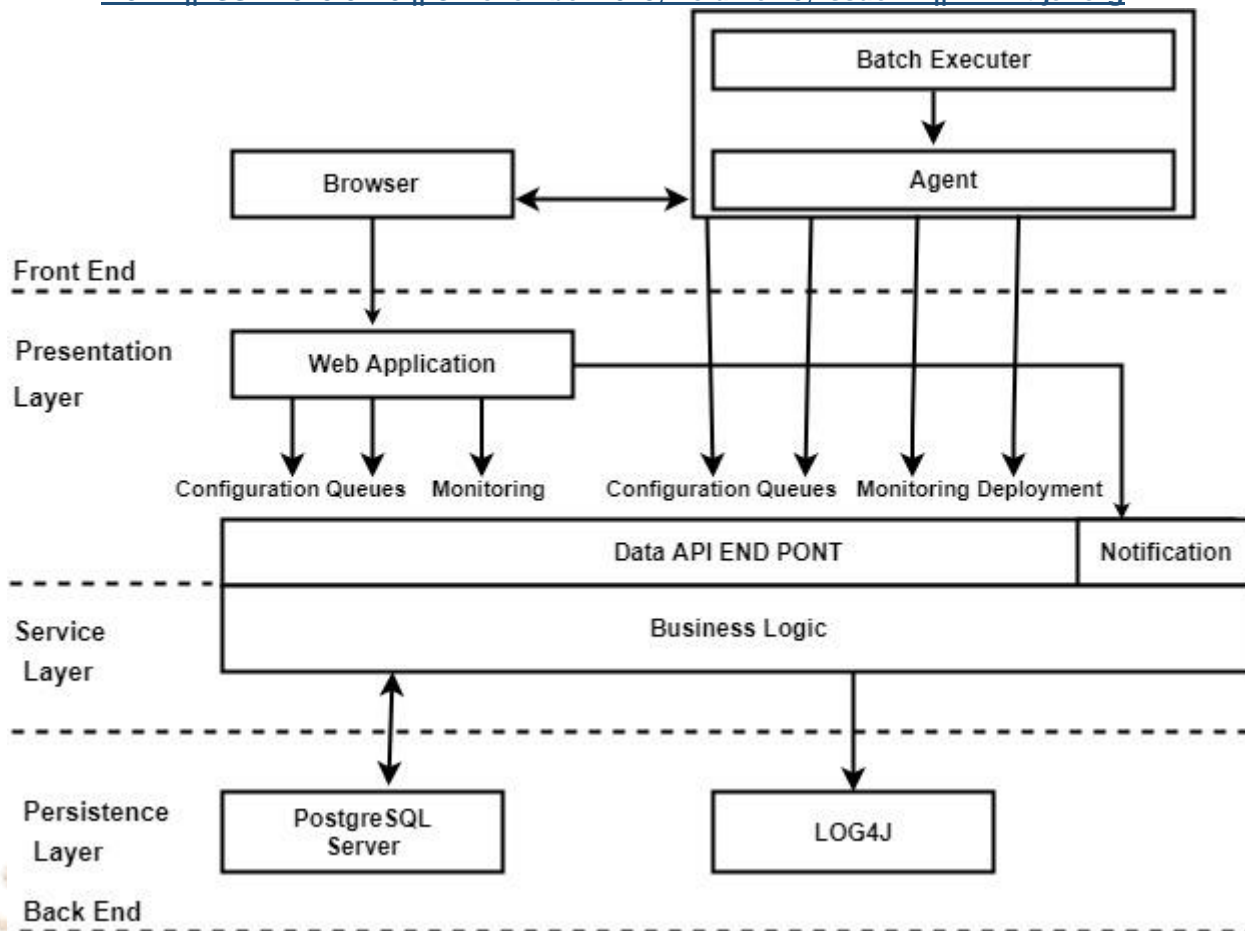 Batch Executer
Browser
Agent
Front End
Presentation
Layer
Web Application
Configuration Queues Monitoring
Configuration Queues Monitoring Deployment
Data API END PONT
Notification
Service
Layer
Business Logic
Persistence
Layer
PostgreSQL
Server
LOG4J
Back End